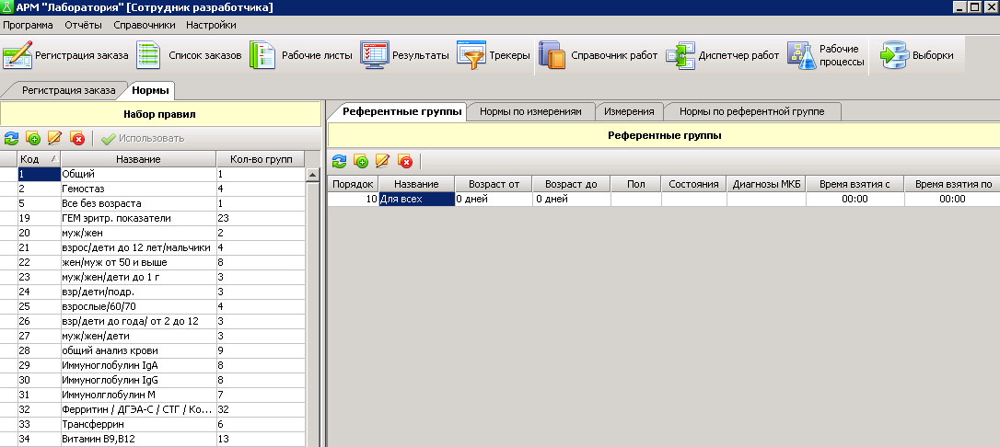 АРМ "Лаборатория" [Сотрудник разработчика]
Программа Отчёты Справочники Настройки
Регистрация заказа Список заказов Рабочие листы Результаты Трекеры Справочник работ Диспетчер работ Рабочие процессы Выборки
Регистрация заказа Нормы
Набор правил
Использовать
Код Название Кол-во групп
1 Общий 1
2 Гемостаз 4
5 Все без возраста 1
19 ГЕМ эритр. показатели 23
20 муж/жен 2
21 взрос/дети до 12 лет/мальчики 4
22 жен/муж от 50 и выше 8
23 муж/жен/дети до 1 г 3
24 взр/дети/подр. 3
25 взрослые/60/70 4
26 взр/дети до года/ от 2 до 12 3
27 муж/жен/дети 3
28 общий анализ крови 9
29 Иммуноглобулин IgA 8
30 Иммуноглобулин IgG 8
31 Иммунолглобулин М 7
32 Ферритин / ДГЭА-С / СТГ / Ко... 32
33 Трансферрин 6
34 Витамин В9,В12 13
Референтные группы Нормы по измерениям Измерения Нормы по референтной группе
Референтные группы
Порядок Название Возраст от Возраст до Пол Состояния Диагнозы МКБ Время взятия с Время взятия по
10 Для всех 0 дней 0 дней 00:00 00:00